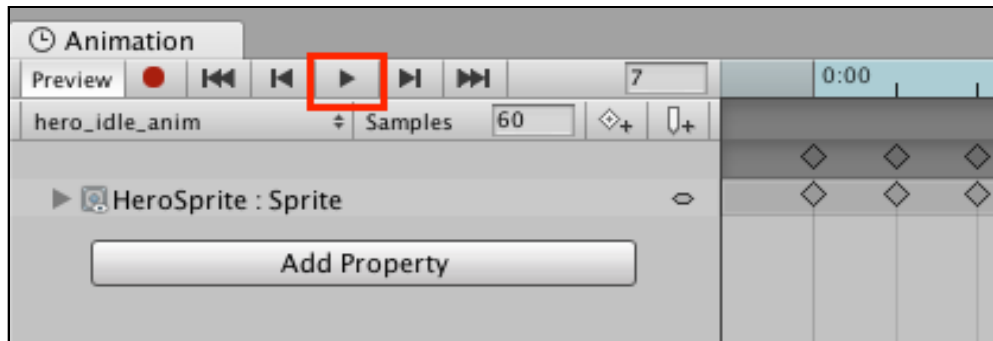 Animation
Preview 7 0:00
hero_idle_anim Samples 60
HeroSprite : Sprite
Add Property